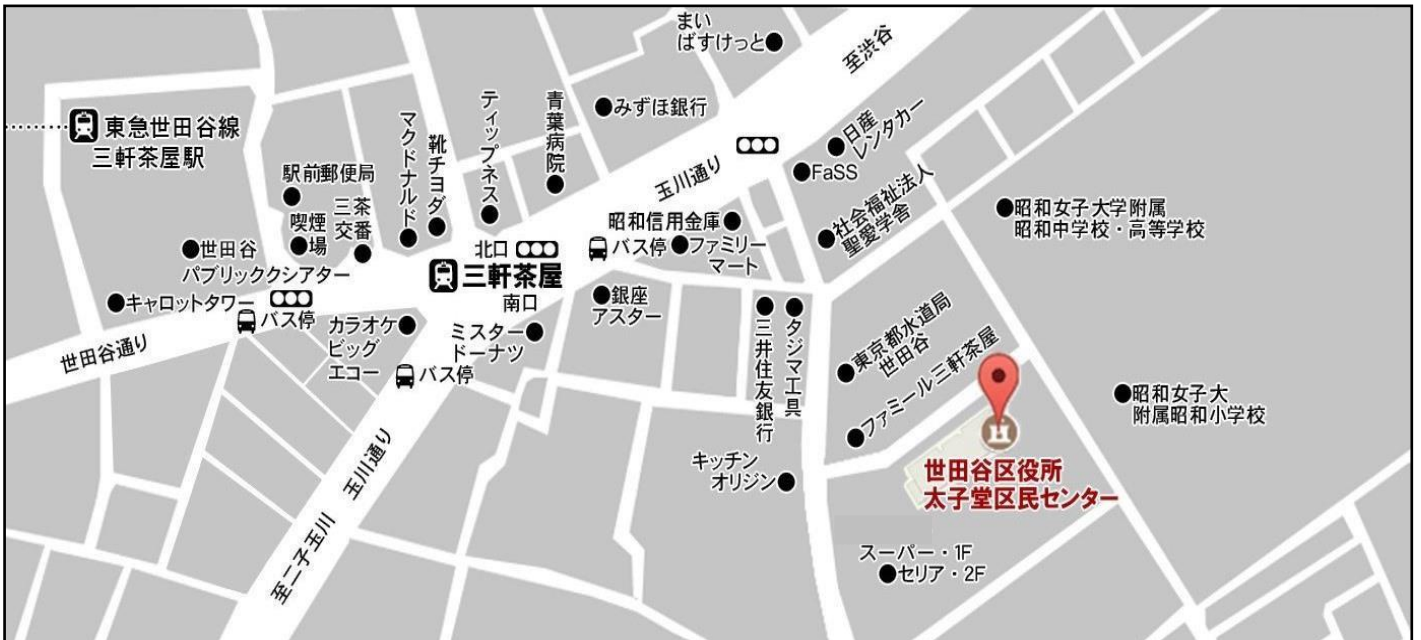 まい
ばすけっと
至渋谷
東急世田谷線
三軒茶屋駅
駅前郵便局
喫煙
場
三茶
交番
マクドナルド
靴チヨダ
ティップネス
青葉病院
みずほ銀行
玉川通り
日産
レンタカー
FaSS
社会福祉法人
聖愛学舎
昭和女子大学附属
昭和中学校・高等学校
世田谷
パブリッククシアター
キャロットタワー
バス停
世田谷通り
北口
三軒茶屋
南口
バス停
昭和信用金庫
ファミリー
マート
銀座
アスター
カラオケ
ビッグ
エコー
バス停
ミスター
ドーナツ
三井住友銀行
タジマ工具
東京都水道局
世田谷
ファミール三軒茶屋
昭和女子大
附属昭和小学校
玉川通り
至二子玉川
キッチン
オリジン
世田谷区役所
太子堂区民センター
スーパー・1F
セリア・2F